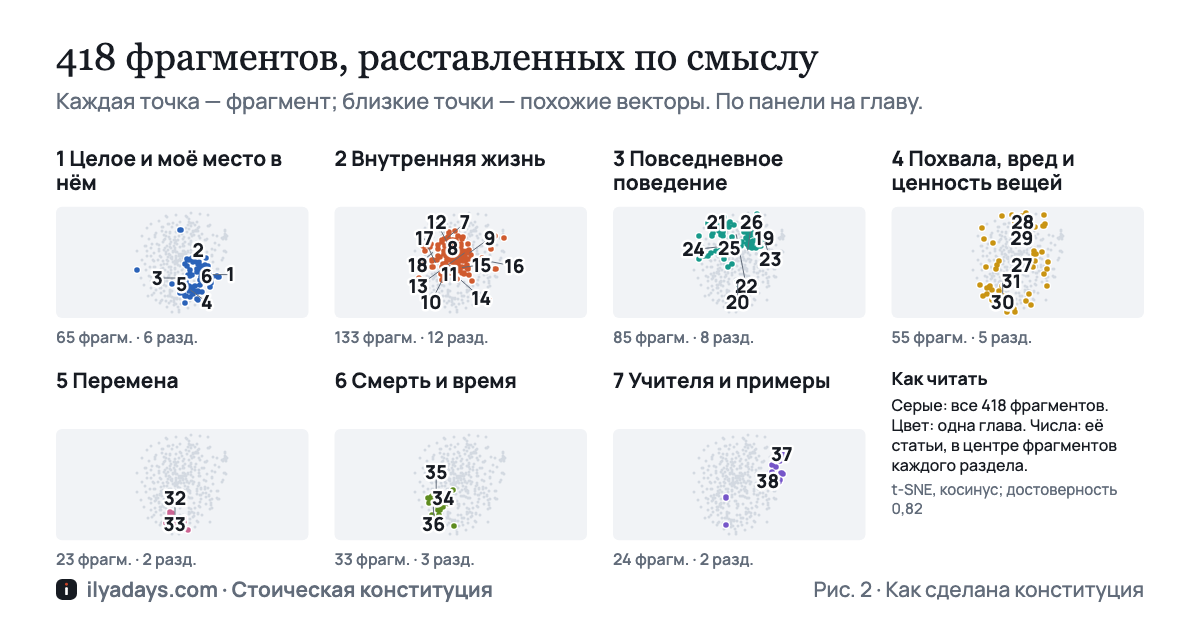 418 фрагментов, расставленных по смыслу
Каждая точка — фрагмент; близкие точки — похожие векторы. По панели на главу.
1 Целое и моё место в
нём
2
3
5
6
1
4
65 фрагм. · 6 разд.
2 Внутренняя жизнь
12
7
17
8
9
18
11
15
16
13
10
14
133 фрагм. · 12 разд.
3 Повседневное
поведение
21
26
24
25
19
23
22
20
85 фрагм. · 8 разд.
4 Похвала, вред и
ценность вещей
28
29
27
31
30
55 фрагм. · 5 разд.
5 Перемена
32
33
23 фрагм. · 2 разд.
6 Смерть и время
35
34
36
33 фрагм. · 3 разд.
7 Учителя и примеры
37
38
24 фрагм. · 2 разд.
Как читать
Серые: все 418 фрагментов.
Цвет: одна глава. Числа: её
статьи, в центре фрагментов
каждого раздела.
t-SNE, косинус; достоверность
0,82
i ilyadays.com · Стоическая конституция
Рис. 2 · Как сделана конституция